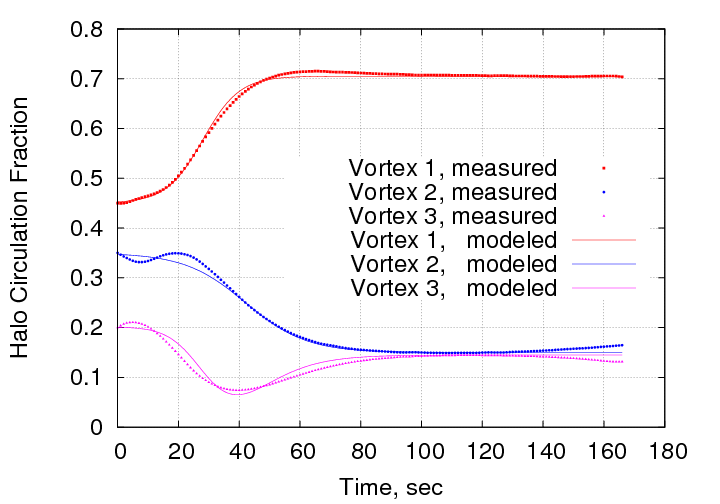 0.8
0.7
0.6
0.5
0.4
0.3
0.2
0.1
0
Halo Circulation Fraction
Vortex 1, measured
Vortex 2, measured
Vortex 3, measured
Vortex 1, modeled
Vortex 2, modeled
Vortex 3, modeled
0 20 40 60 80 100 120 140 160 180
Time, sec